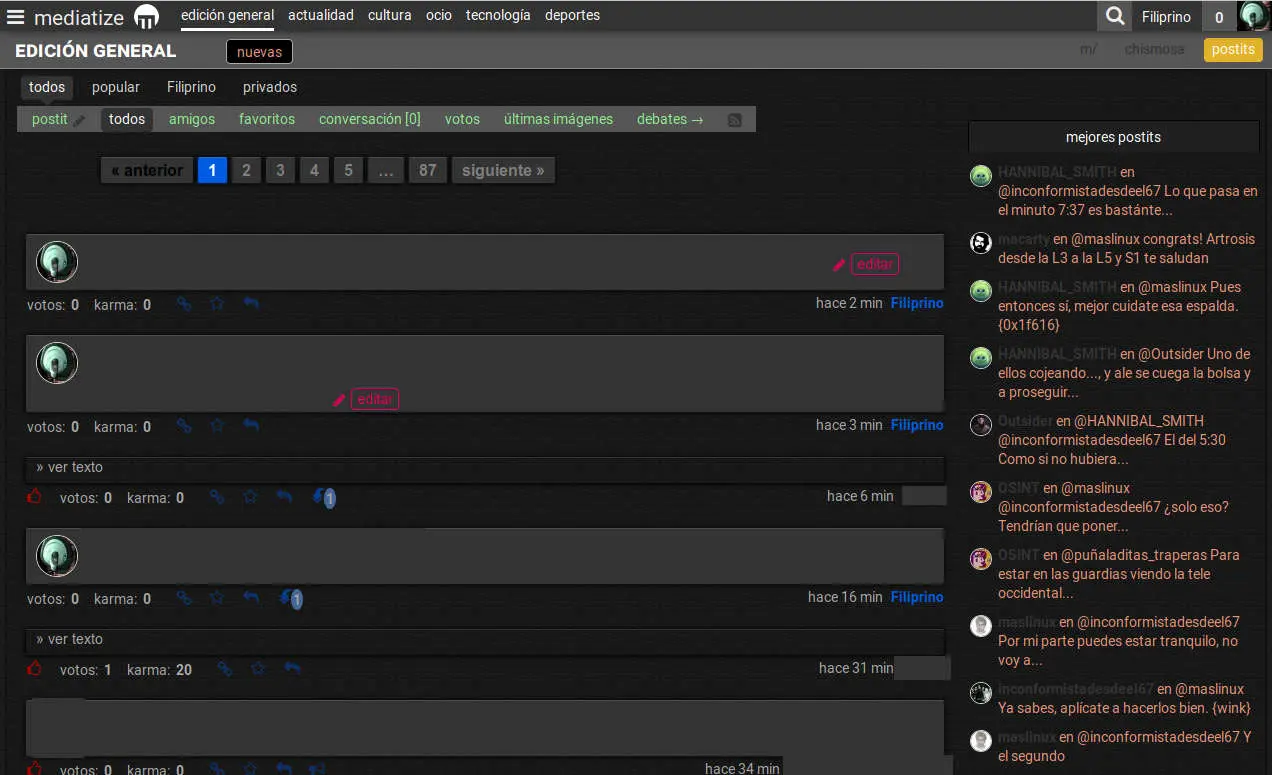 mediatize edición general actualidad cultura ocio tecnología deportes Filiprino 0
EDICIÓN GENERAL nuevas m/ chismosa postits
todos popular Filiprino privados
postit todos amigos favoritos conversación [0] votos últimas imágenes debates →
« anterior 1 2 3 4 5 ... 87 siguiente »
editar
votos: 0 karma: 0 hace 2 min Filiprino
editar
votos: 0 karma: 0 hace 3 min Filiprino
» ver texto
votos: 0 karma: 0 1 hace 6 min
votos: 0 karma: 0 1 hace 16 min Filiprino
» ver texto
votos: 1 karma: 20 hace 31 min
votos: 0 karma: 0 hace 34 min
mejores postits
HANNIBAL_SMITH en
@inconformistadesdeel67 Lo que pasa en
el minuto 7:37 es bastánte...
macarty en @maslinux congrats! Artrosis
desde la L3 a la L5 y S1 te saludan
HANNIBAL_SMITH en @maslinux Pues
entonces sí, mejor cuidate esa espalda.
{0x1f616}
HANNIBAL_SMITH en @Outsider Uno de
ellos cojeando..., y ale se cuega la bolsa y
a proseguir...
Outsider en @HANNIBAL_SMITH
@inconformistadesdeel67 El del 5:30
Como si no hubiera...
OSINT en @maslinux
@inconformistadesdeel67 ¿solo eso?
Tendrían que poner...
OSINT en @puñaladitas_traperas Para
estar en las guardias viendo la tele
occidental...
maslinux en @inconformistadesdeel67
Por mi parte puedes estar tranquilo, no
voy a...
inconformistadesdeel67 en @maslinux
Ya sabes, aplícate a hacerlos bien. {wink}
maslinux en @inconformistadesdeel67 Y
el segundo